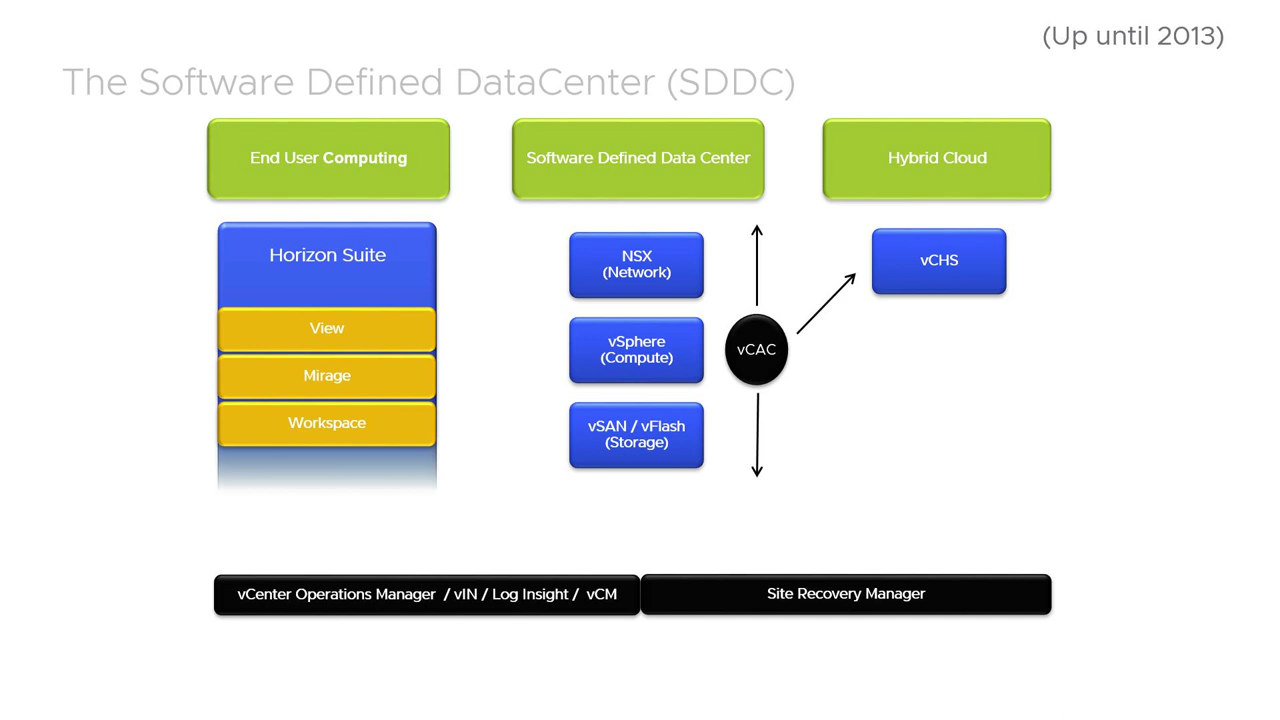 (Up until 2013)
The Software Defined DataCenter (SDDC)
End User Computing
Software Defined Data Center
Hybrid Cloud
Horizon Suite
View
Mirage
Workspace
NSX
(Network)
vSphere
(Compute)
vSAN / vFlash
(Storage)
vCAC
vCHS
vCenter Operations Manager / vIN / Log Insight / vCM
Site Recovery Manager